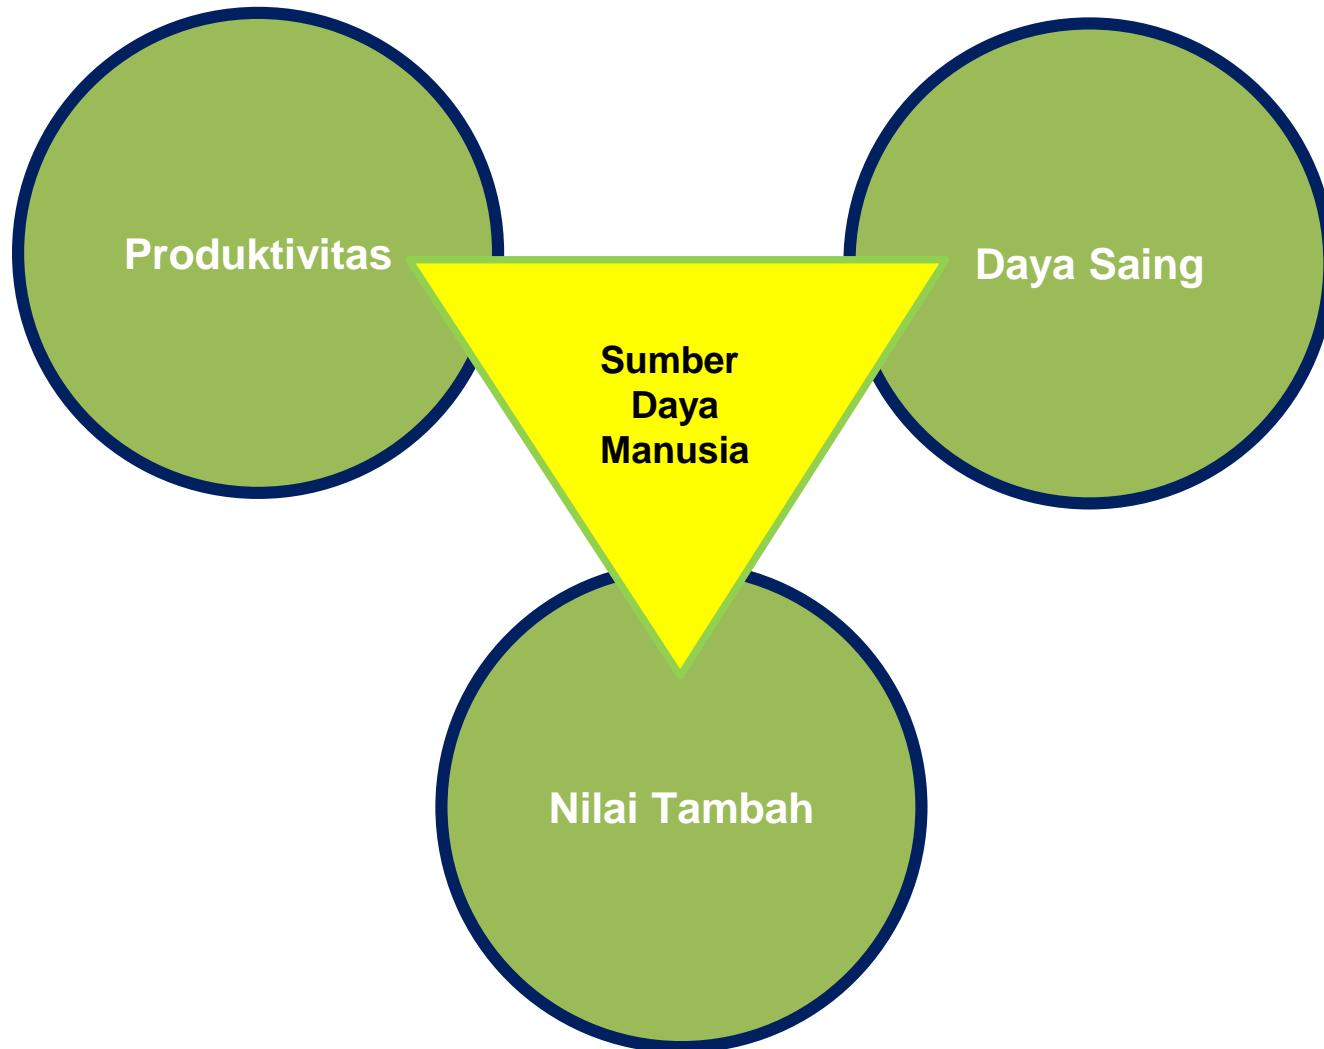 Produktivitas
Daya Saing
Sumber
Daya
Manusia
Nilai Tambah